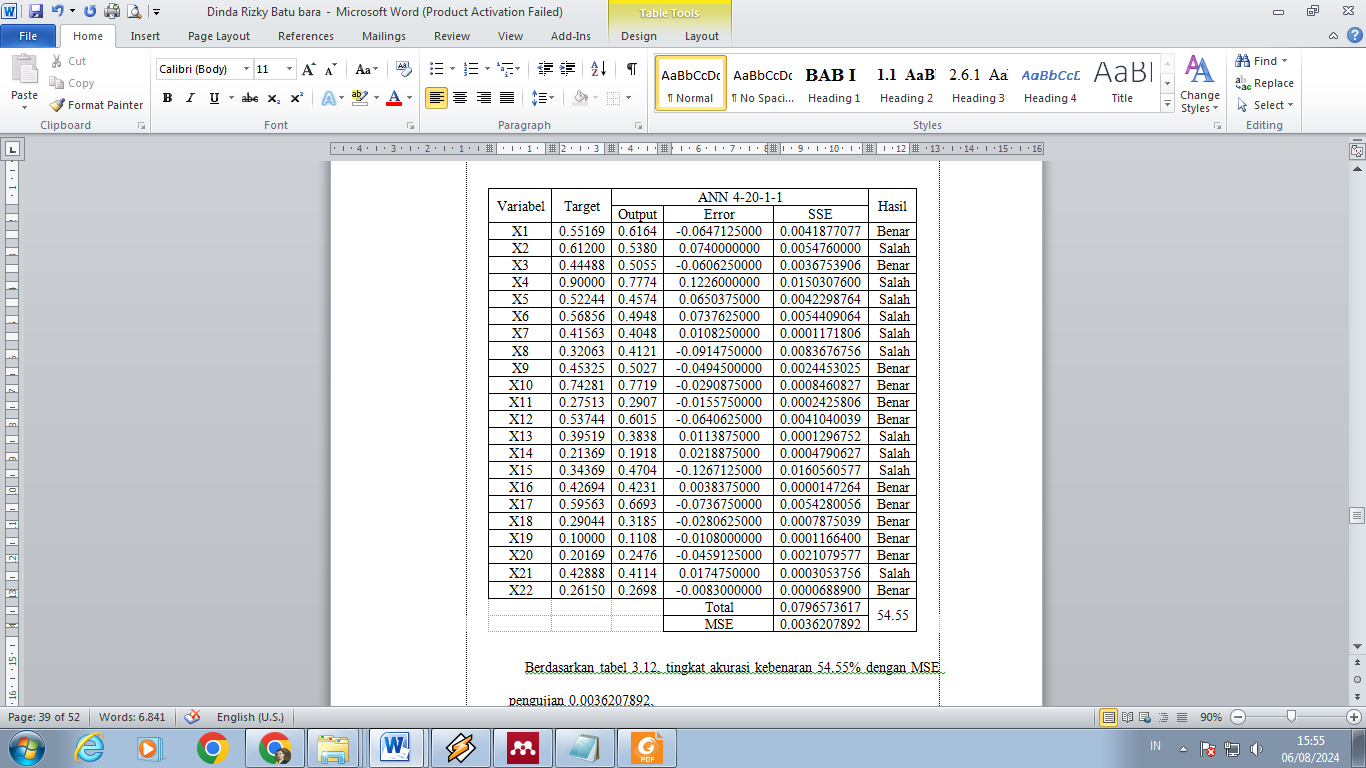 Dinda Rizky Batu bara - Microsoft Word (Product Activation Failed)
Table Tools
File Home Insert Page Layout References Mailings Review View Add-Ins Design Layout
Paste
Cut
Copy
Format Painter
Clipboard
Calibri (Body) 11
Font
Paragraph
AaBbCcDc AaBbCcDc BAB I 1.1 AaB 2.6.1 Aa AaBbCcD AaBl
¶ Normal ¶ No Spaci... Heading 1 Heading 2 Heading 3 Heading 4 Title
Styles
Change Styles
Find
Replace
Select
Editing
Variabel Target ANN 4-20-1-1 Hasil
Output Error SSE
X1 0.55169 0.6164 -0.0647125000 0.0041877077 Benar
X2 0.61200 0.5380 0.0740000000 0.0054760000 Salah
X3 0.44488 0.5055 -0.0606250000 0.0036753906 Benar
X4 0.90000 0.7774 0.1226000000 0.0150307600 Salah
X5 0.52244 0.4574 0.0650375000 0.0042298764 Salah
X6 0.56856 0.4948 0.0737625000 0.0054409064 Salah
X7 0.41563 0.4048 0.0108250000 0.0001171806 Salah
X8 0.32063 0.4121 -0.0914750000 0.0083676756 Salah
X9 0.45325 0.5027 -0.0494500000 0.0024453025 Benar
X10 0.74281 0.7719 -0.0290875000 0.0008460827 Benar
X11 0.27513 0.2907 -0.0155750000 0.0002425806 Benar
X12 0.53744 0.6015 -0.0640625000 0.0041040039 Benar
X13 0.39519 0.3838 0.0113875000 0.0001296752 Salah
X14 0.21369 0.1918 0.0218875000 0.0004790627 Salah
X15 0.34369 0.4704 -0.1267125000 0.0160560577 Salah
X16 0.42694 0.4231 0.0038375000 0.0000147264 Benar
X17 0.59563 0.6693 -0.0736750000 0.0054280056 Benar
X18 0.29044 0.3185 -0.0280625000 0.0007875039 Benar
X19 0.10000 0.1108 -0.0108000000 0.0001166400 Benar
X20 0.20169 0.2476 -0.0459125000 0.0021079577 Benar
X21 0.42888 0.4114 0.0174750000 0.0003053756 Salah
X22 0.26150 0.2698 -0.0083000000 0.0000688900 Benar
Total 0.0796573617 54.55
MSE 0.0036207892
Berdasarkan tabel 3.12, tingkat akurasi kebenaran 54.55% dengan MSE
pengujian 0.0036207892.
Page: 39 of 52 Words: 6.841 English (U.S.) 90%
IN 15:55
06/08/2024